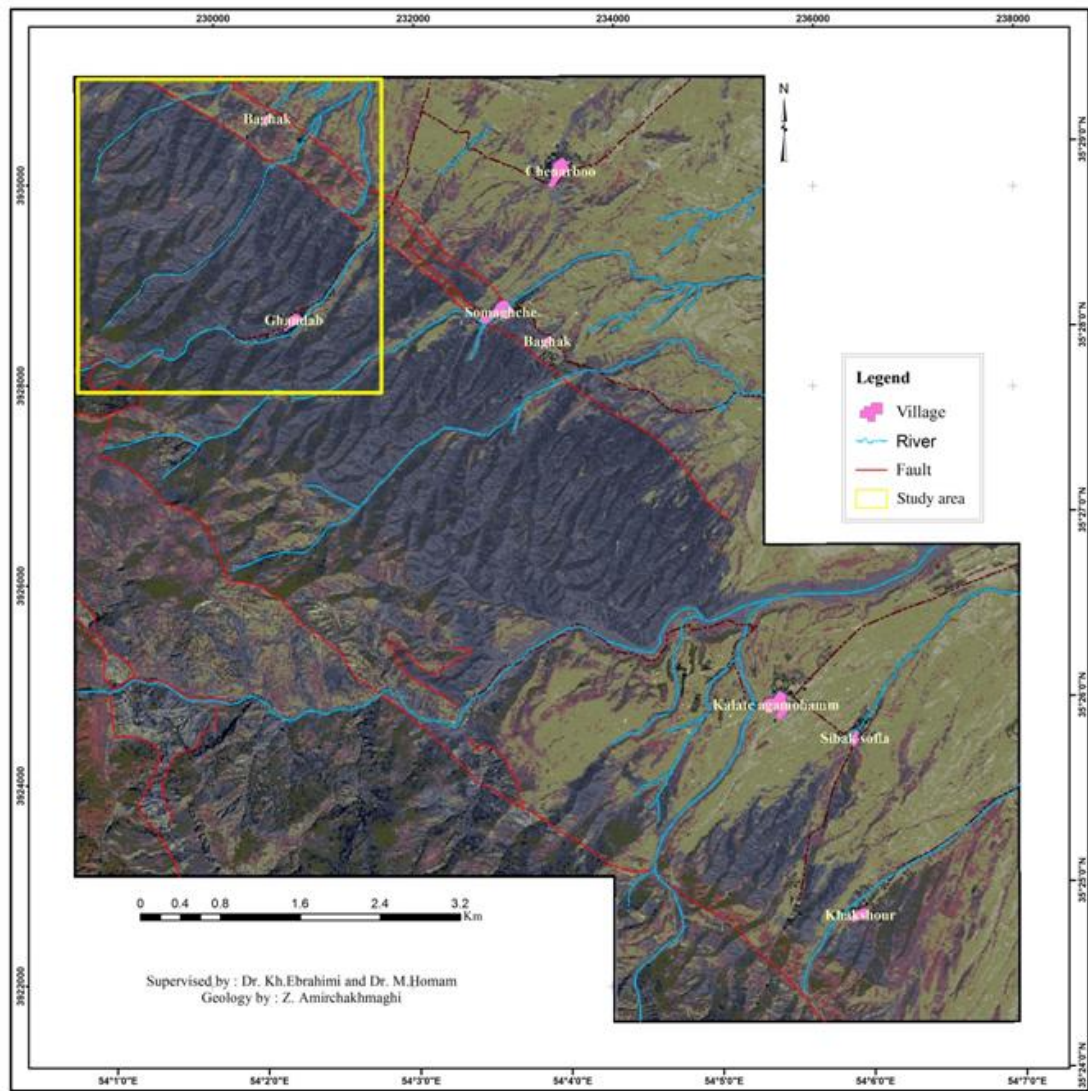 230000 232000 234000 236000 238000
N
35°29'0"N
Baghak
Chenarboo
3930000
Ghandab
Somaghche
35°28'0"N
Baghak
3928000
Legend
Village
River
Fault
Study area
35°27'0"N
3926000
35°26'0"N
Kalate agamohamm
Sibak sofla
3924000
35°25'0"N
0 0.4 0.8 1.6 2.4 3.2
Km
Khakshour
Supervised by : Dr. Kh.Ebrahimi and Dr. M.Homam
Geology by : Z. Amirchakhmaghi
3922000
35°24'0"N
54°1'0"E 54°2'0"E 54°3'0"E 54°4'0"E 54°5'0"E 54°6'0"E 54°7'0"E